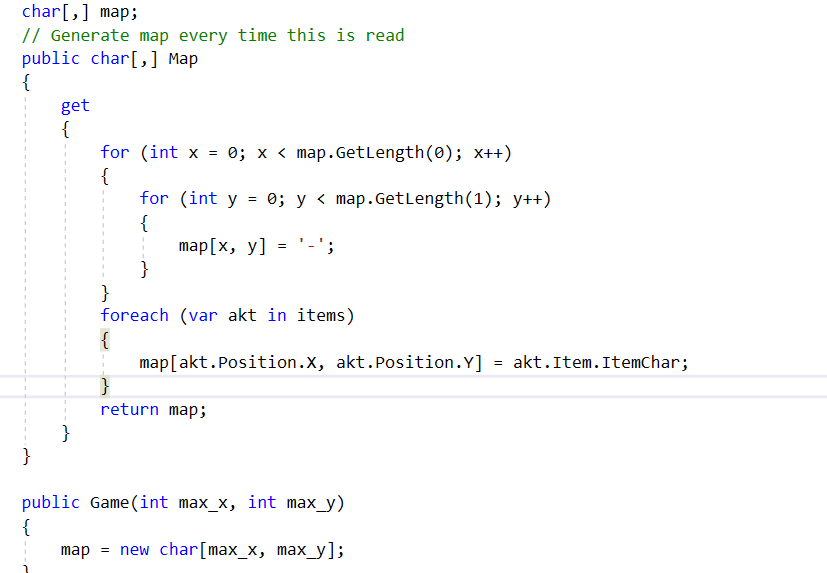 char[,] map;
// Generate map every time this is read
public char[,] Map
{
    get
    {
        for (int x = 0; x < map.GetLength(0); x++)
        {
            for (int y = 0; y < map.GetLength(1); y++)
            {
                map[x, y] = '-';
            }
        }
        foreach (var akt in items)
        {
            map[akt.Position.X, akt.Position.Y] = akt.Item.ItemChar;
        }
        return map;
    }
}

public Game(int max_x, int max_y)
{
    map = new char[max_x, max_y];
}